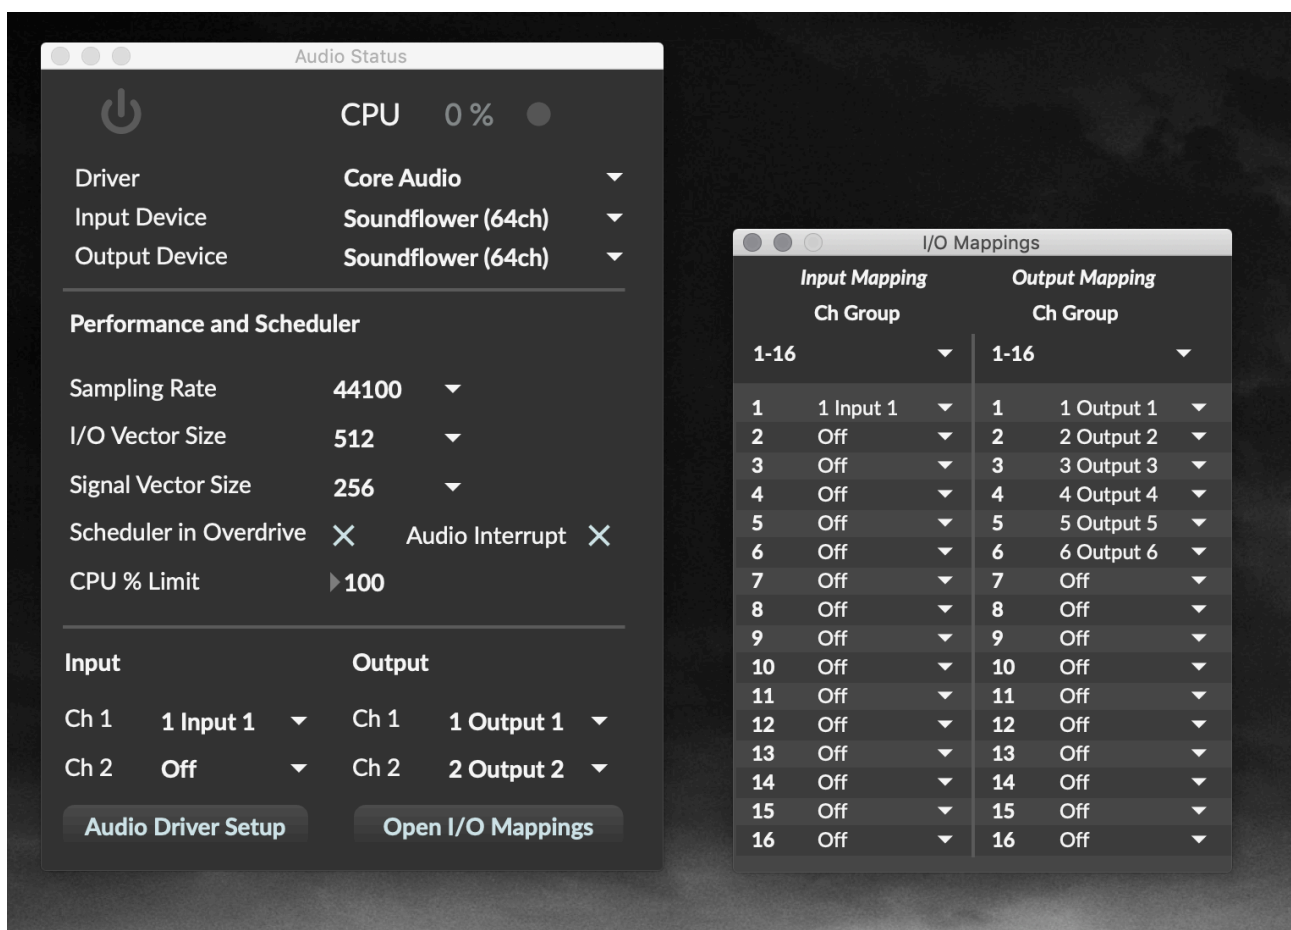 Audio Status
CPU 0 %
Driver Core Audio
Input Device Soundflower (64ch)
Output Device Soundflower (64ch)
Performance and Scheduler
Sampling Rate 44100
I/O Vector Size 512
Signal Vector Size 256
Scheduler in Overdrive Audio Interrupt
CPU % Limit 100
Input Output
Ch 1 1 Input 1 Ch 1 1 Output 1
Ch 2 Off Ch 2 2 Output 2
Audio Driver Setup Open I/O Mappings
I/O Mappings
Input Mapping Output Mapping
Ch Group Ch Group
1-16 1-16
1 1 Input 1 1 1 Output 1
2 Off 2 2 Output 2
3 Off 3 3 Output 3
4 Off 4 4 Output 4
5 Off 5 5 Output 5
6 Off 6 6 Output 6
7 Off 7 Off
8 Off 8 Off
9 Off 9 Off
10 Off 10 Off
11 Off 11 Off
12 Off 12 Off
13 Off 13 Off
14 Off 14 Off
15 Off 15 Off
16 Off 16 Off